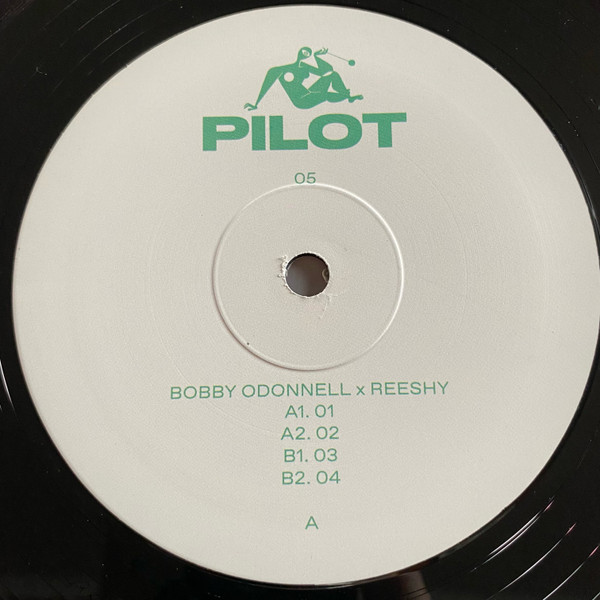 PILOT
05
BOBBY ODONNELL x REESHY
A1. 01
A2. 02
B1. 03
B2. 04
A